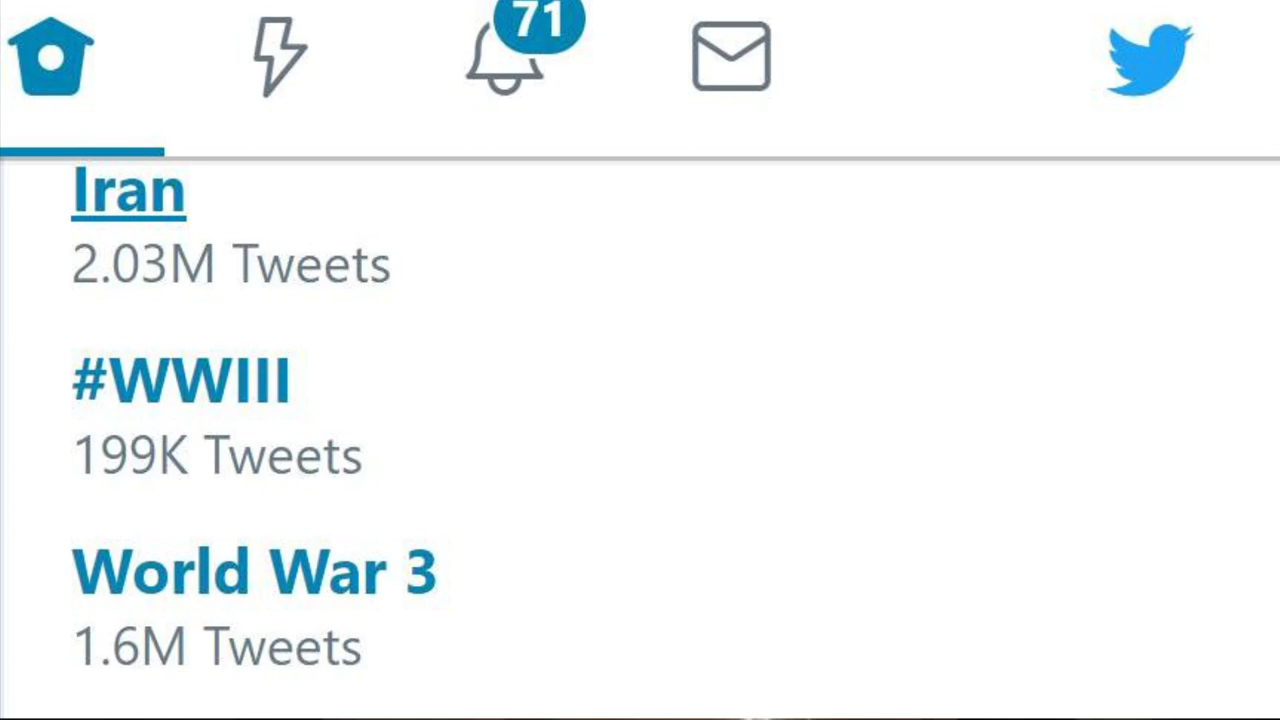 71
Iran
2.03M Tweets
#WWIII
199K Tweets
World War 3
1.6M Tweets